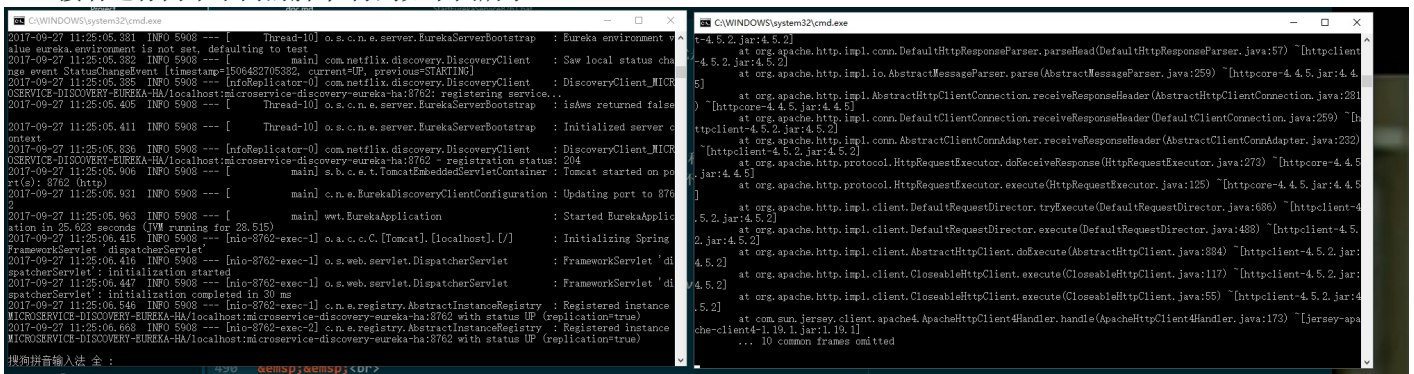 C:\WINDOWS\system32\cmd.exe
2017-09-27 11:25:05.381  INFO 5908 --- [      Thread-10] o.s.c.n.e.server.EurekaServerBootstrap   : Eureka environment v
alue eureka.environment is not set, defaulting to test
2017-09-27 11:25:05.382  INFO 5908 --- [           main] com.netflix.discovery.DiscoveryClient    : Saw local status cha
nge event StatusChangeEvent [timestamp=1506482705382, current=UP, previous=STARTING]
2017-09-27 11:25:05.385  INFO 5908 --- [nfoReplicator-0] com.netflix.discovery.DiscoveryClient    : DiscoveryClient_MICR
OSERVICE-DISCOVERY-EUREKA-HA/localhost:microservice-discovery-eureka-ha:8762: registering service...
2017-09-27 11:25:05.405  INFO 5908 --- [      Thread-10] o.s.c.n.e.server.EurekaServerBootstrap   : isAws returned false
2017-09-27 11:25:05.411  INFO 5908 --- [      Thread-10] o.s.c.n.e.server.EurekaServerBootstrap   : Initialized server c
ontext
2017-09-27 11:25:05.836  INFO 5908 --- [nfoReplicator-0] com.netflix.discovery.DiscoveryClient    : DiscoveryClient_MICR
OSERVICE-DISCOVERY-EUREKA-HA/localhost:microservice-discovery-eureka-ha:8762 - registration status: 204
2017-09-27 11:25:05.906  INFO 5908 --- [           main] s.b.c.e.t.TomcatEmbeddedServletContainer : Tomcat started on po
rt(s): 8762 (http)
2017-09-27 11:25:05.931  INFO 5908 --- [           main] c.n.e.EurekaDiscoveryClientConfiguration : Updating port to 876
2
2017-09-27 11:25:05.963  INFO 5908 --- [           main] wwt.EurekaApplication                    : Started EurekaApplic
ation in 25.623 seconds (JVM running for 28.515)
2017-09-27 11:25:06.415  INFO 5908 --- [nio-8762-exec-1] o.a.c.c.C.[Tomcat].[localhost].[/]       : Initializing Spring
FrameworkServlet 'dispatcherServlet'
2017-09-27 11:25:06.416  INFO 5908 --- [nio-8762-exec-1] o.s.web.servlet.DispatcherServlet        : FrameworkServlet 'di
spatcherServlet': initialization started
2017-09-27 11:25:06.447  INFO 5908 --- [nio-8762-exec-1] o.s.web.servlet.DispatcherServlet        : FrameworkServlet 'di
spatcherServlet': initialization completed in 30 ms
2017-09-27 11:25:06.546  INFO 5908 --- [nio-8762-exec-1] c.n.e.registry.AbstractInstanceRegistry  : Registered instance
MICROSERVICE-DISCOVERY-EUREKA-HA/localhost:microservice-discovery-eureka-ha:8762 with status UP (replication=true)
2017-09-27 11:25:06.668  INFO 5908 --- [nio-8762-exec-2] c.n.e.registry.AbstractInstanceRegistry  : Registered instance
MICROSERVICE-DISCOVERY-EUREKA-HA/localhost:microservice-discovery-eureka-ha:8762 with status UP (replication=true)
搜狗拼音输入法 全 :
490 &emsp;&emsp;<br>
C:\WINDOWS\system32\cmd.exe
t-4.5.2.jar:4.5.2]
at org.apache.http.impl.conn.DefaultHttpResponseParser.parseHead(DefaultHttpResponseParser.java:57) ~[httpclient
-4.5.2.jar:4.5.2]
at org.apache.http.impl.io.AbstractMessageParser.parse(AbstractMessageParser.java:259) ~[httpcore-4.4.5.jar:4.4.
5]
at org.apache.http.impl.AbstractHttpClientConnection.receiveResponseHeader(AbstractHttpClientConnection.java:281
) ~[httpcore-4.4.5.jar:4.4.5]
at org.apache.http.impl.conn.DefaultClientConnection.receiveResponseHeader(DefaultClientConnection.java:259) ~[h
ttpclient-4.5.2.jar:4.5.2]
at org.apache.http.impl.conn.AbstractClientConnAdapter.receiveResponseHeader(AbstractClientConnAdapter.java:232)
~[httpclient-4.5.2.jar:4.5.2]
at org.apache.http.protocol.HttpRequestExecutor.doReceiveResponse(HttpRequestExecutor.java:273) ~[httpcore-4.4.5
.jar:4.4.5]
at org.apache.http.protocol.HttpRequestExecutor.execute(HttpRequestExecutor.java:125) ~[httpcore-4.4.5.jar:4.4.5
]
at org.apache.http.impl.client.DefaultRequestDirector.tryExecute(DefaultRequestDirector.java:686) ~[httpclient-4
.5.2.jar:4.5.2]
at org.apache.http.impl.client.DefaultRequestDirector.execute(DefaultRequestDirector.java:488) ~[httpclient-4.5.
2.jar:4.5.2]
at org.apache.http.impl.client.AbstractHttpClient.doExecute(AbstractHttpClient.java:884) ~[httpclient-4.5.2.jar:
4.5.2]
at org.apache.http.impl.client.CloseableHttpClient.execute(CloseableHttpClient.java:117) ~[httpclient-4.5.2.jar:
4.5.2]
at org.apache.http.impl.client.CloseableHttpClient.execute(CloseableHttpClient.java:55) ~[httpclient-4.5.2.jar:4
.5.2]
at com.sun.jersey.client.apache4.ApacheHttpClient4Handler.handle(ApacheHttpClient4Handler.java:173) ~[jersey-apa
che-client4-1.19.1.jar:1.19.1]
... 10 common frames omitted